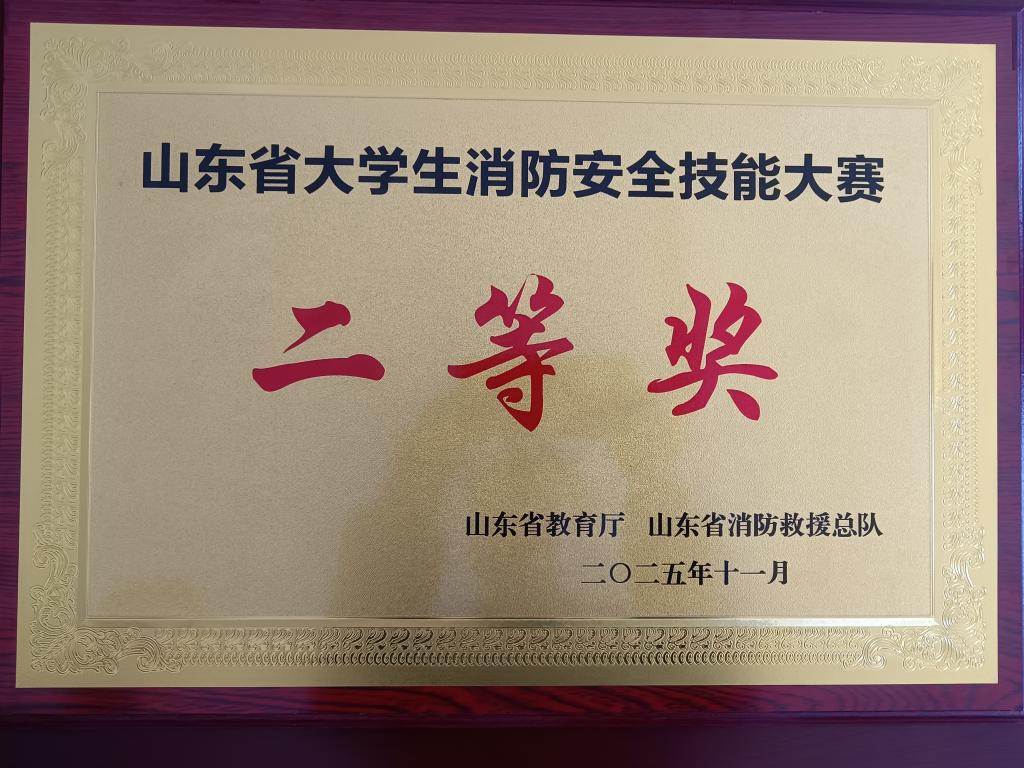 山东省大学生消防安全技能大赛
二等奖
山东省教育厅 山东省消防救援总队
二〇二五年十一月